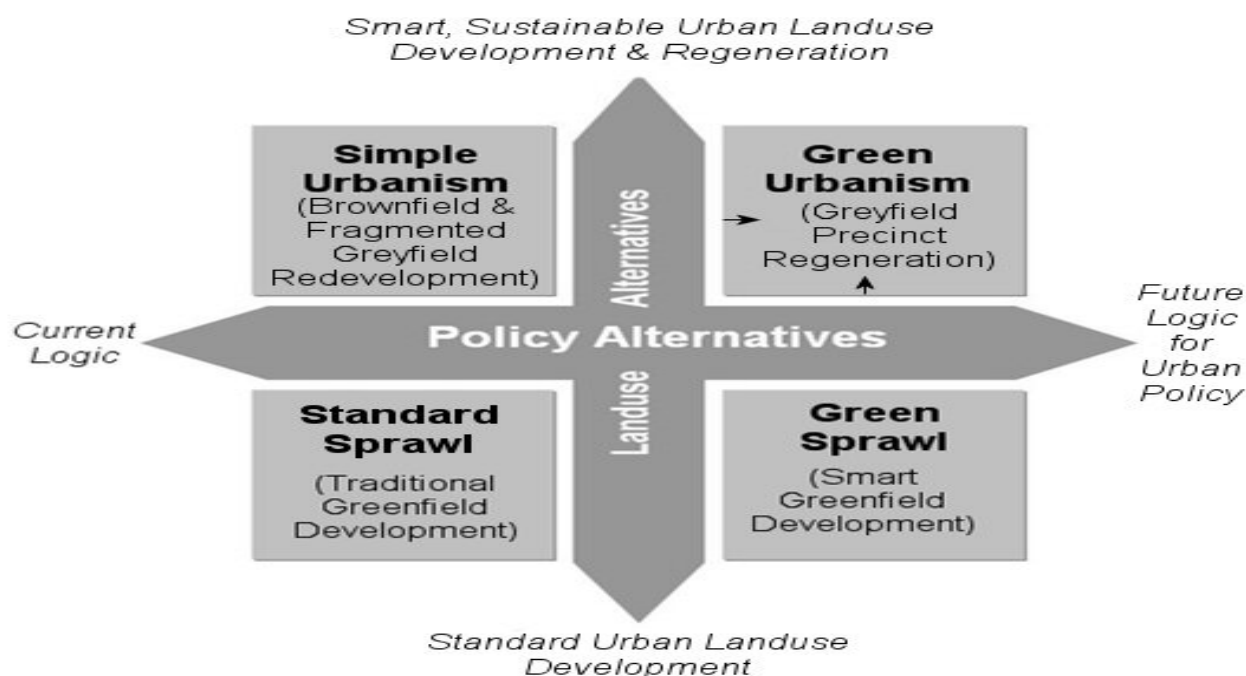 Smart, Sustainable Urban Landuse
Development & Regeneration
Simple
Urbanism
(Brownfield &
Fragmented
Greyfield
Redevelopment)
Green
Urbanism
(Greyfield
Precinct
Regeneration)
Landuse Alternatives
Current
Logic
Policy Alternatives
Future
Logic
for
Urban
Policy
Standard
Sprawl
(Traditional
Greenfield
Development)
Green
Sprawl
(Smart
Greenfield
Development)
Standard Urban Landuse
Development